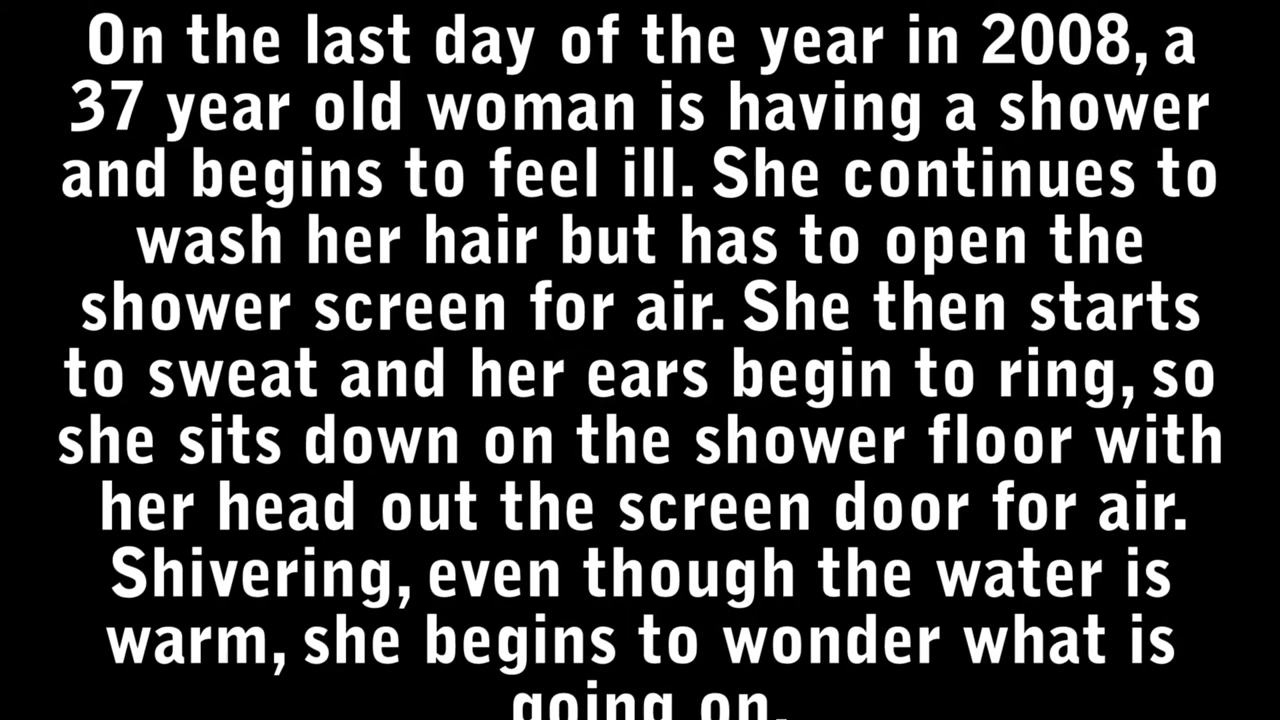 On the last day of the year in 2008, a
37 year old woman is having a shower
and begins to feel ill. She continues to
wash her hair but has to open the
shower screen for air. She then starts
to sweat and her ears begin to ring, so
she sits down on the shower floor with
her head out the screen door for air.
Shivering, even though the water is
warm, she begins to wonder what is
going on.